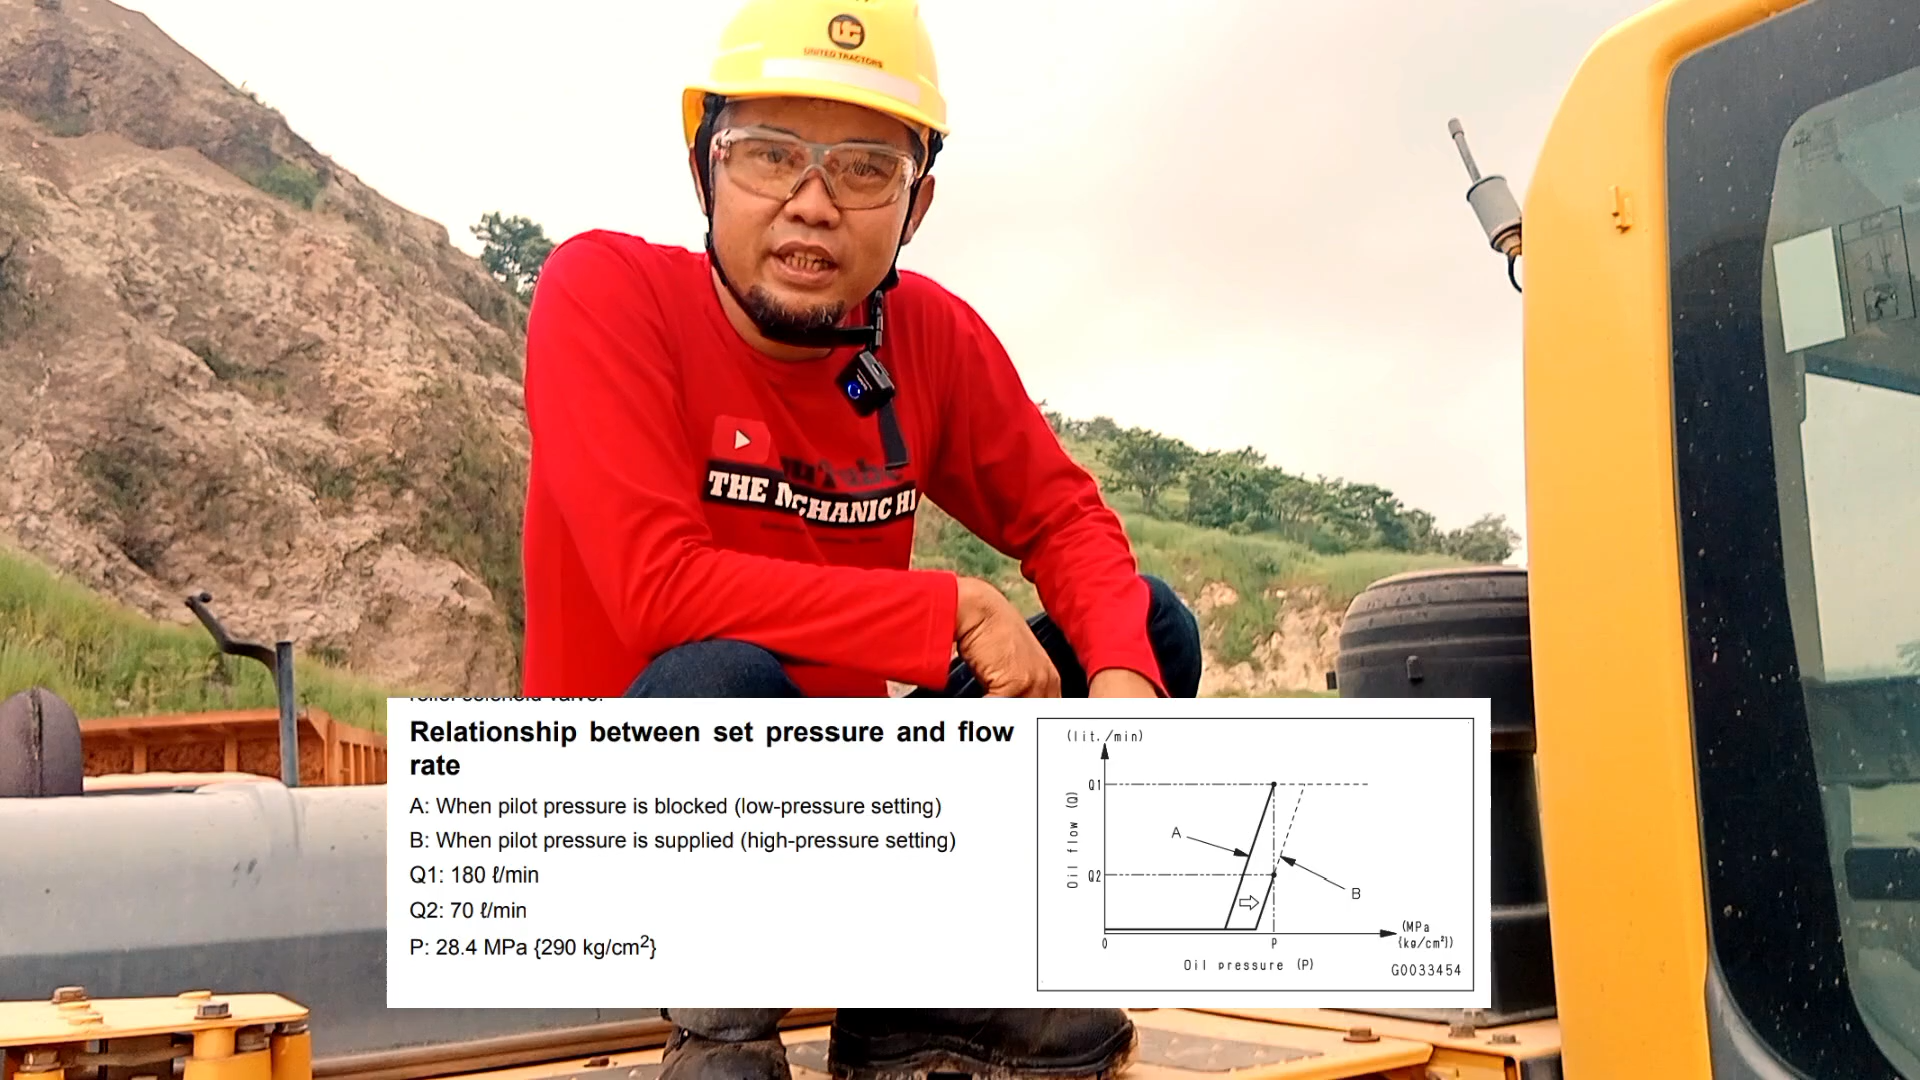 UNITED TRACTORS
THE M CHANIC HI
Relationship between set pressure and flow
rate
A: When pilot pressure is blocked (low-pressure setting)
B: When pilot pressure is supplied (high-pressure setting)
Q1: 180 ℓ/min
Q2: 70 ℓ/min
P: 28.4 MPa {290 kg/cm²}
(lit./min)
Q1
A
Oil flow (Q)
Q2
B
0
P
(MPa
{kg/cm²})
Oil pressure (P)
G0033454